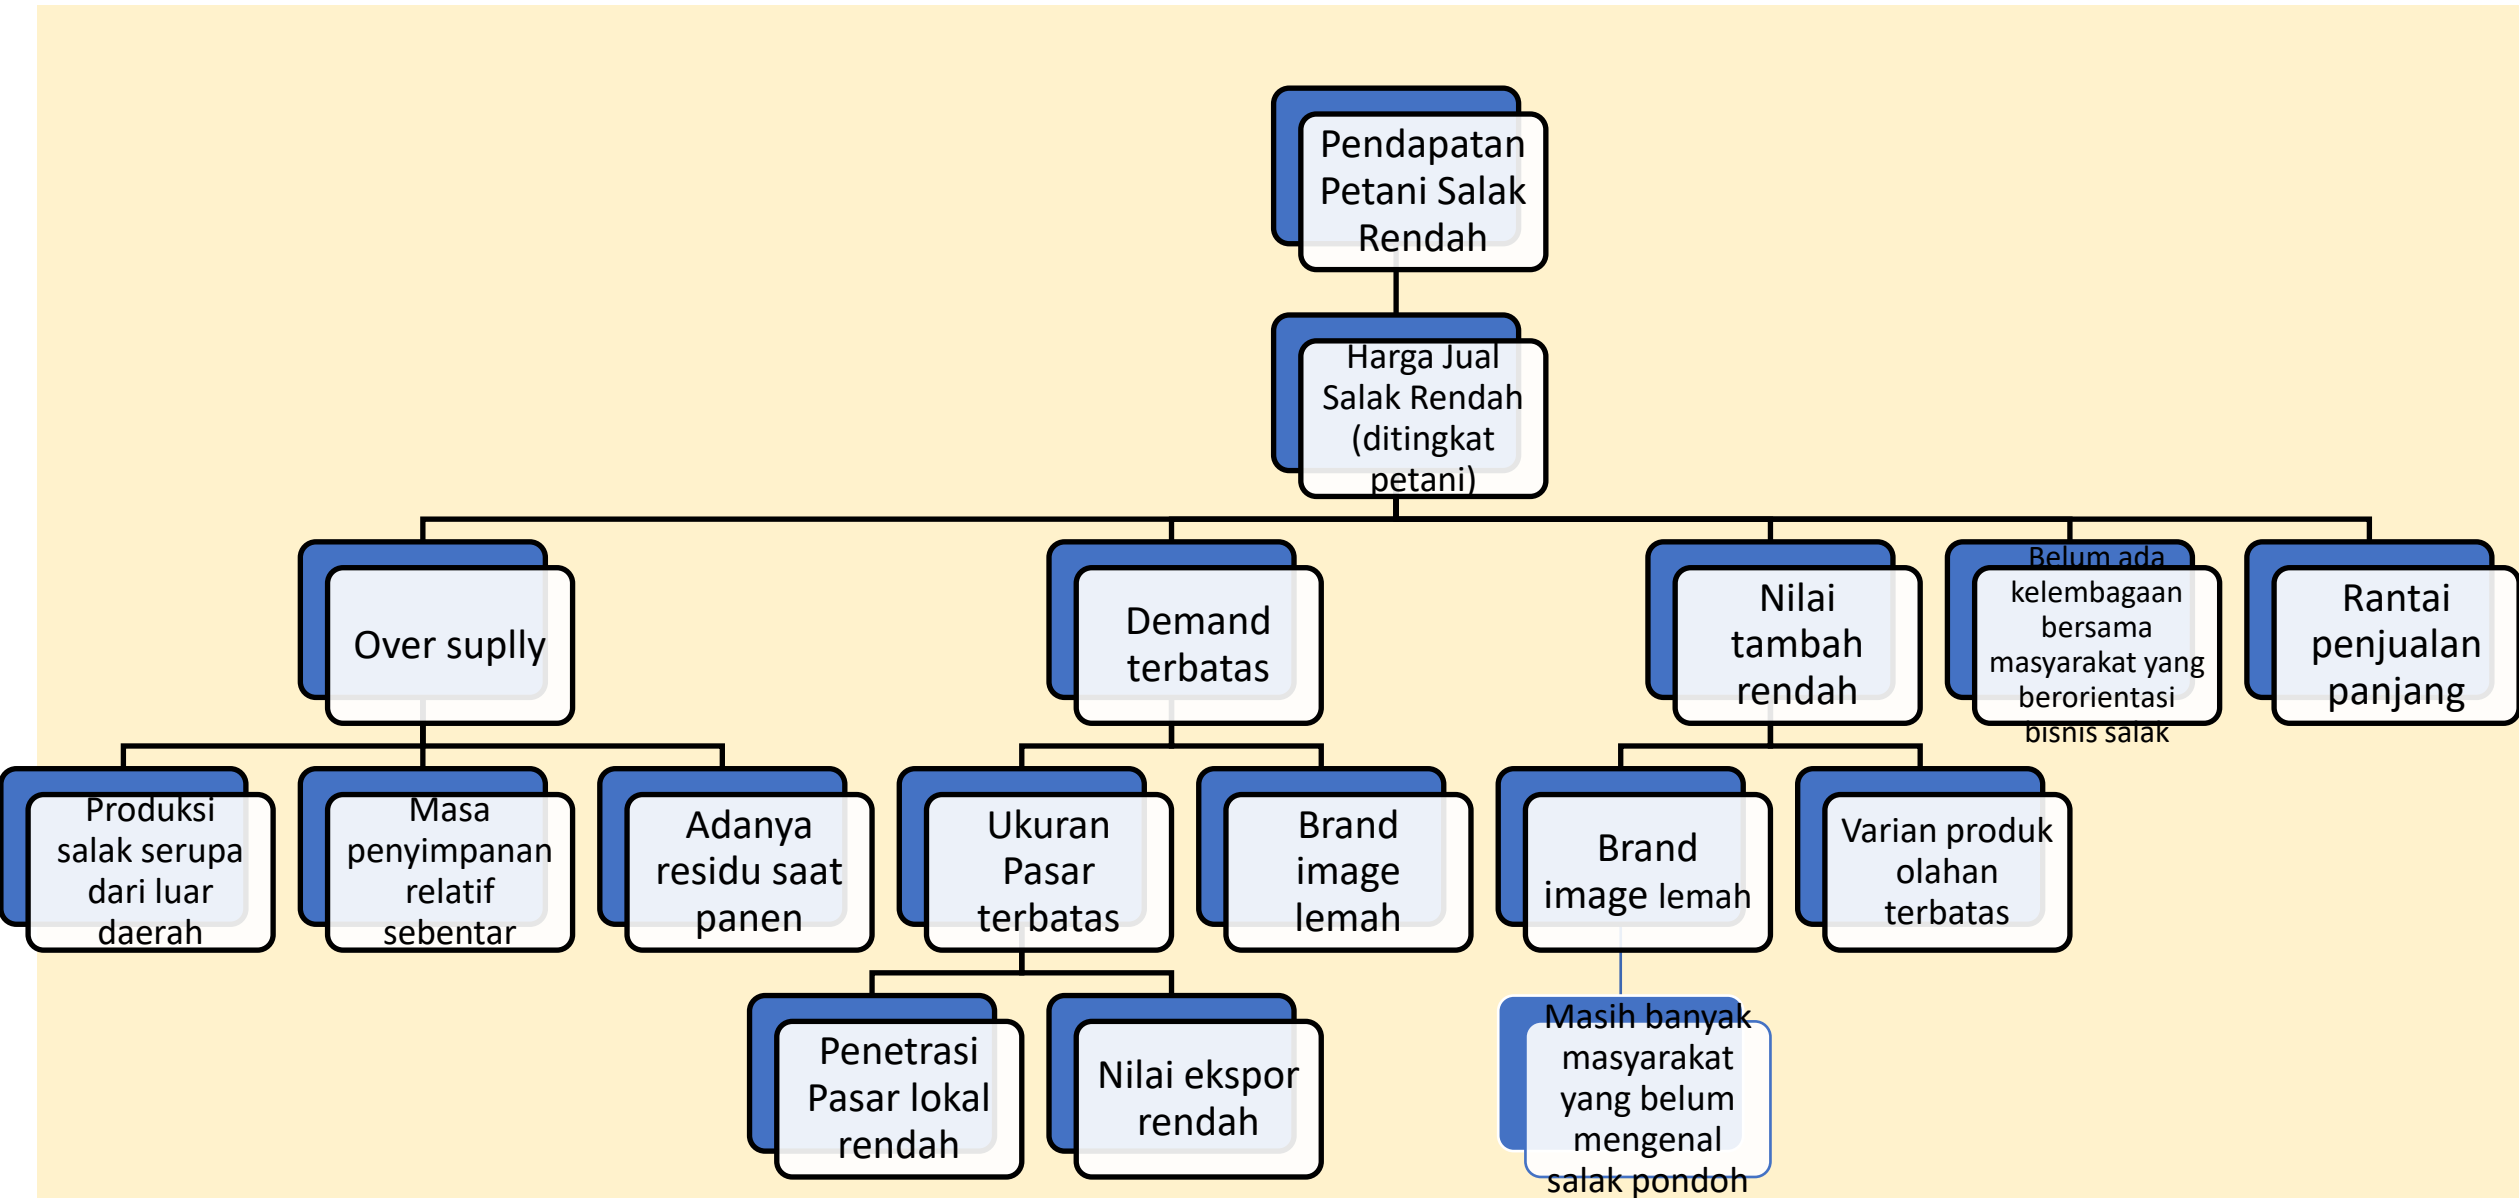 Pendapatan
Petani Salak
Rendah
Harga Jual
Salak Rendah
(ditingkat
petani)
Over suplly
Demand
terbatas
Nilai
tambah
rendah
Belum ada
kelembagaan
bersama
masyarakat yang
berorientasi
bisnis salak
Rantai
penjualan
panjang
Produksi
salak serupa
dari luar
daerah
Masa
penyimpanan
relatif
sebentar
Adanya
residu saat
panen
Ukuran
Pasar
terbatas
Brand
image
lemah
Brand
image lemah
Varian produk
olahan
terbatas
Penetrasi
Pasar lokal
rendah
Nilai ekspor
rendah
Masih banyak
masyarakat
yang belum
mengenal
salak pondoh